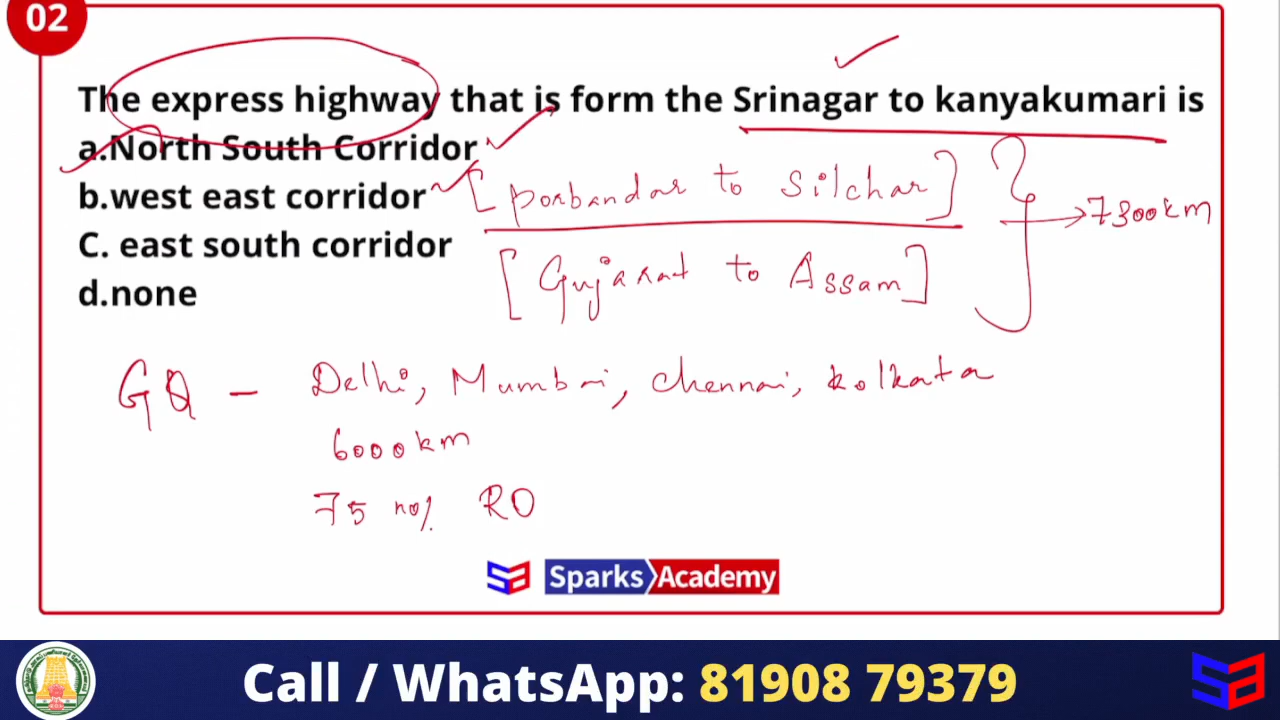 02
The express highway that is form the Srinagar to kanyakumari is
a.North South Corridor
b.west east corridor [porbandar to Silchar]
7300km
C. east south corridor
[Gujarat to Assam]
d.none
GQ - Delhi, Mumbai, Chennai, kolkata
6000km
75 no/. RO
Sparks Academy
Call / WhatsApp: 81908 79379